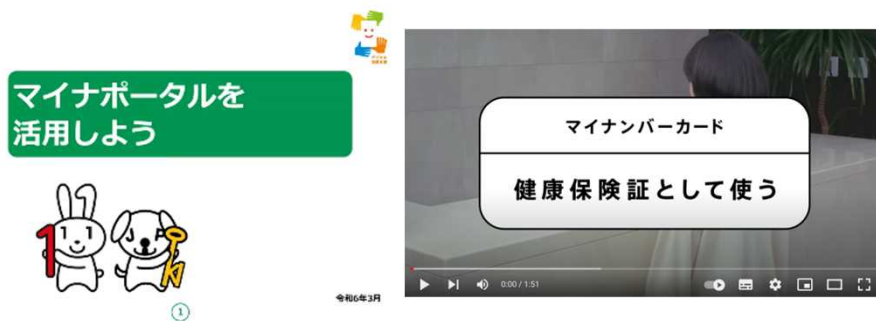 マイナポータルを
活用しよう
①
令和6年3月
マイナンバーカード
健康保険証として使う
0:00 / 1:51